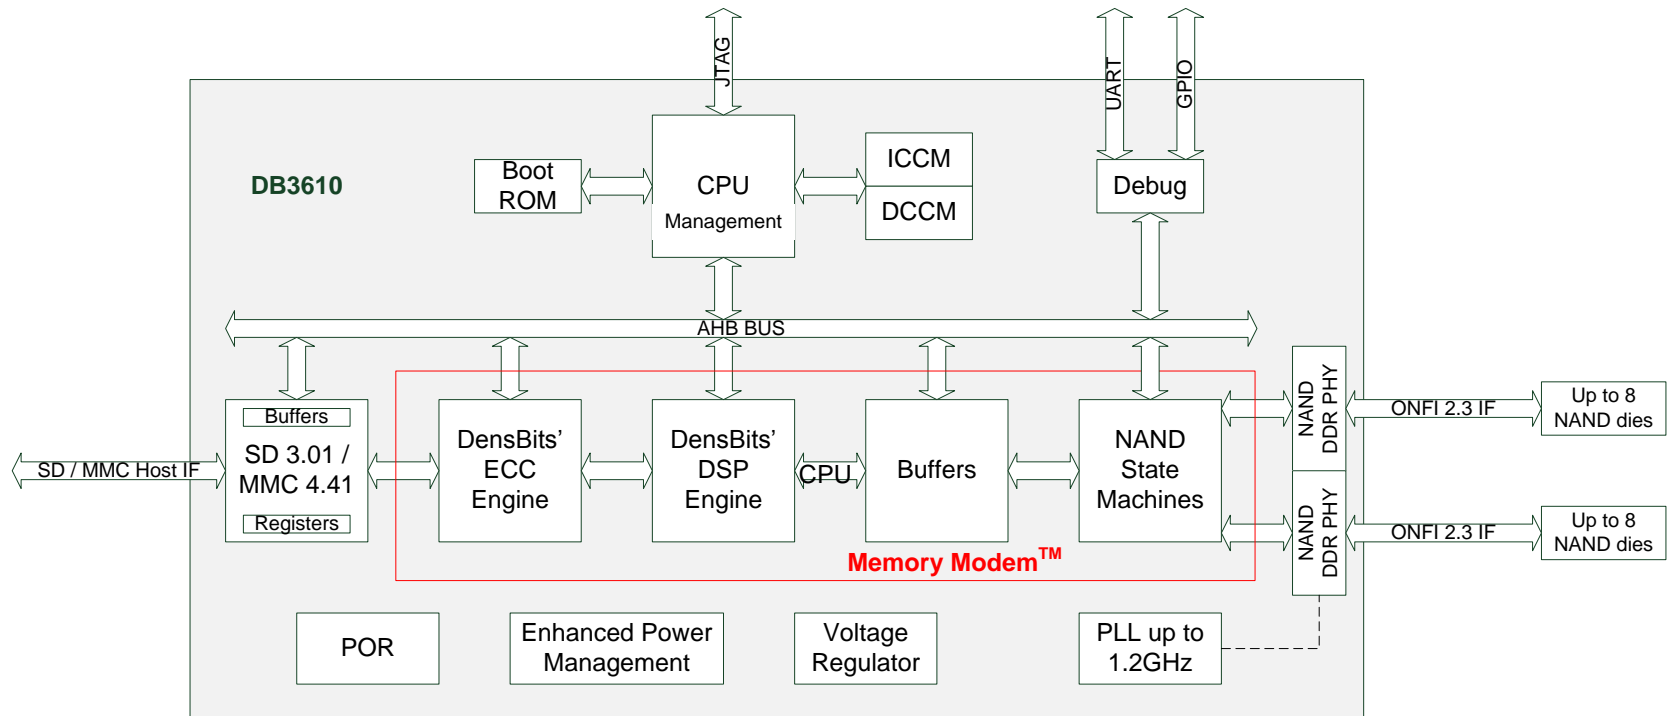 JTAG
UART
GPIO
DB3610
Boot
ROM
CPU
Management
ICCM
DCCM
Debug
AHB BUS
SD / MMC Host IF
Buffers
SD 3.01 /
MMC 4.41
Registers
DensBits’
ECC
Engine
DensBits’
DSP
Engine
CPU
Buffers
NAND
State
Machines
NAND
DDR PHY
NAND
DDR PHY
ONFI 2.3 IF
ONFI 2.3 IF
Up to 8
NAND dies
Up to 8
NAND dies
Memory Modem™
POR
Enhanced Power
Management
Voltage
Regulator
PLL up to
1.2GHz